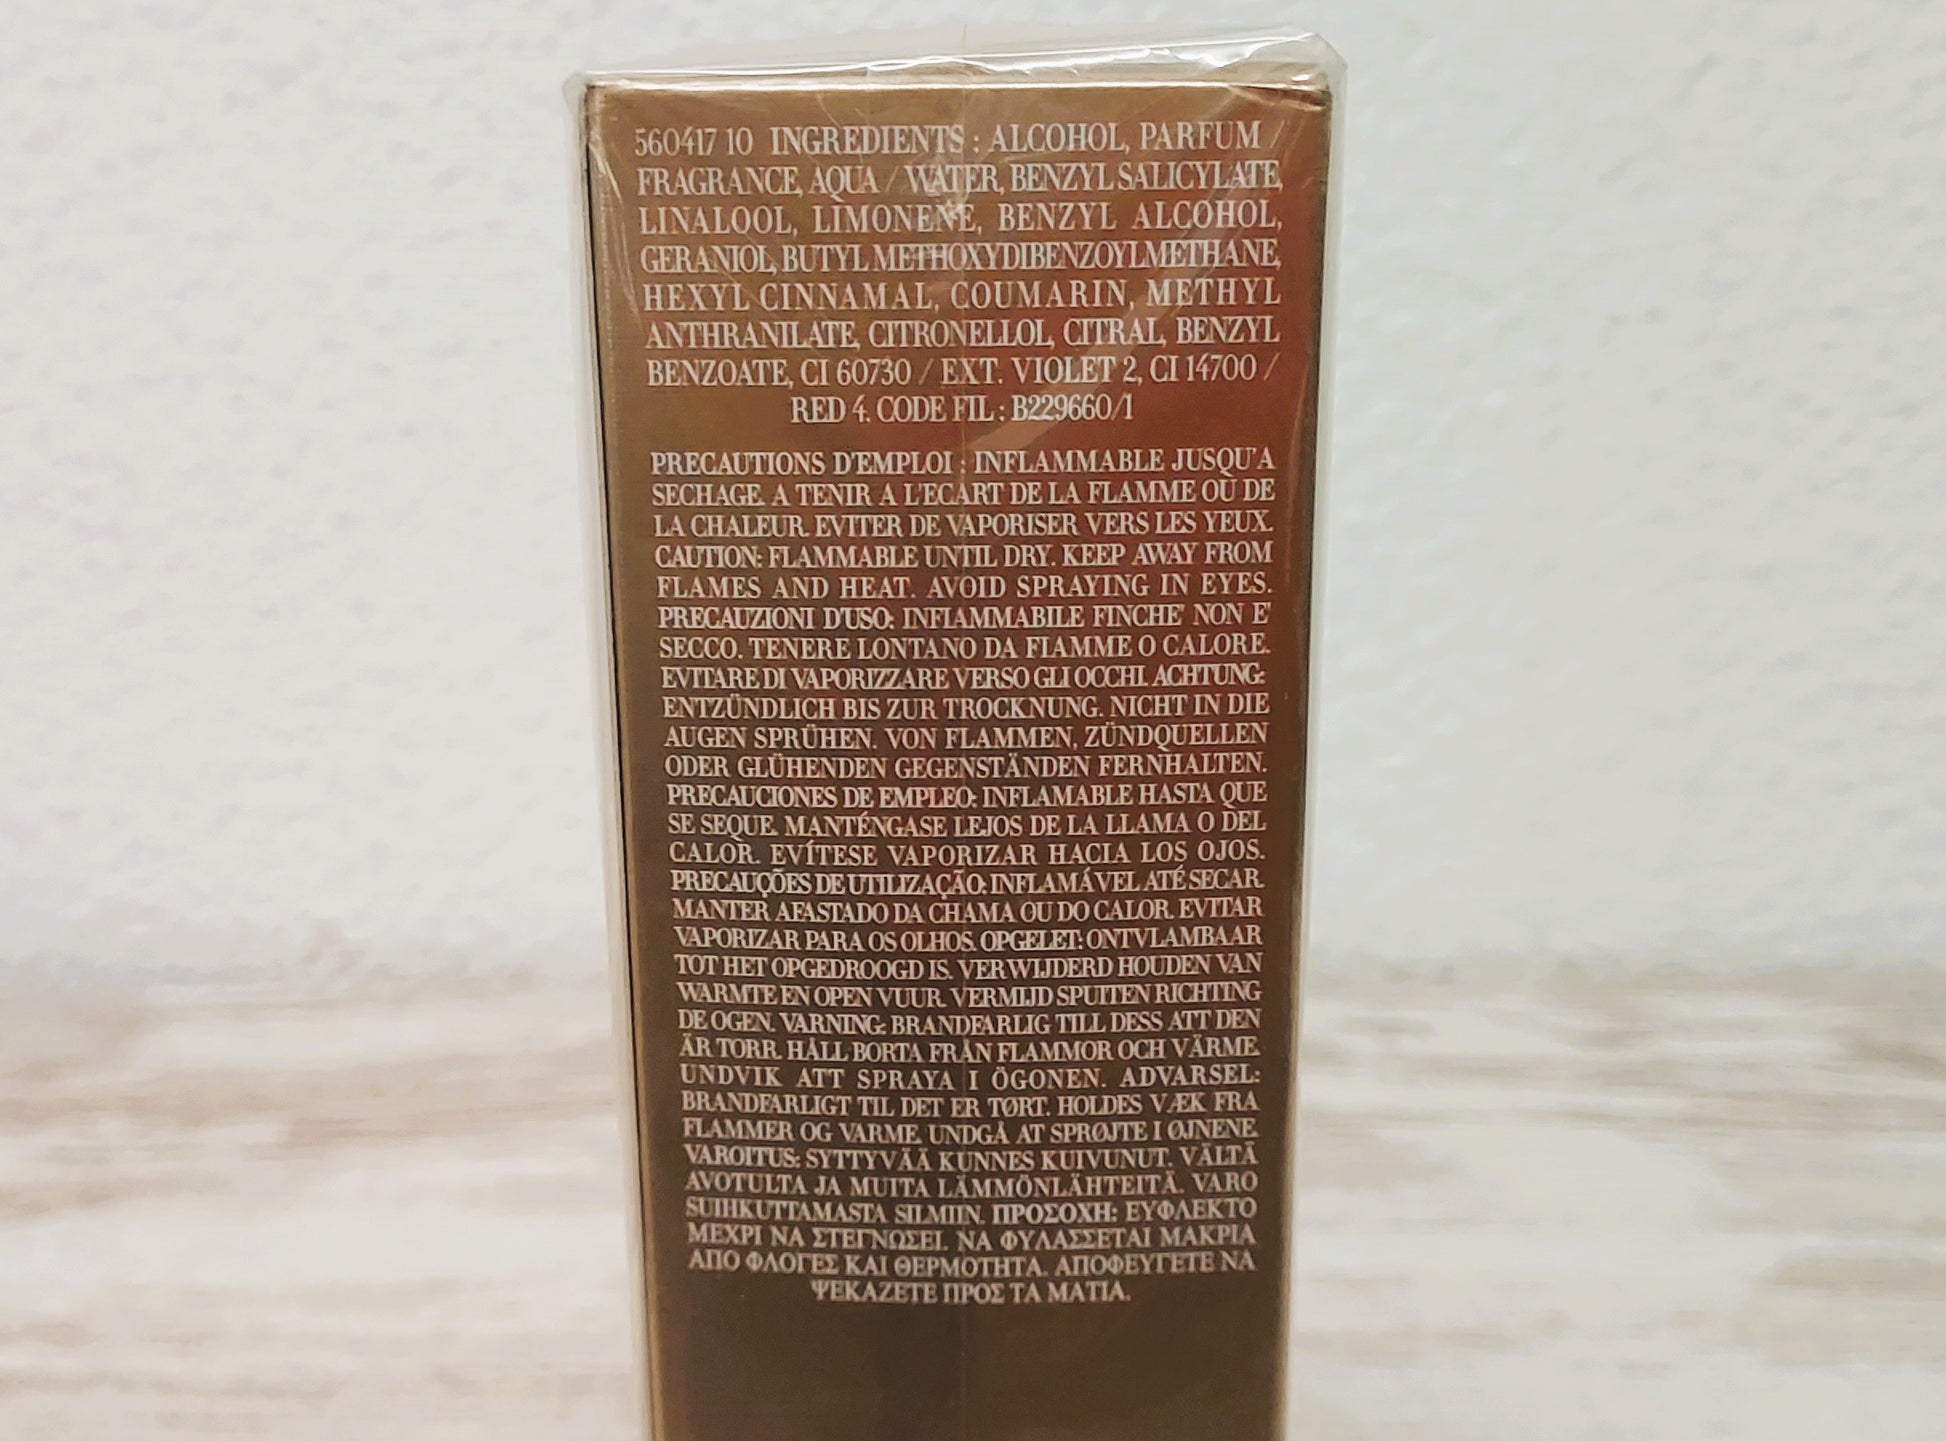 560417 10 INGREDIENTS : ALCOHOL, PARFUM /
FRAGRANCE, AQUA / WATER, BENZYL SALICYLATE,
LINALOOL, LIMONENE, BENZYL ALCOHOL,
GERANIOL, BUTYL METHOXYDIBENZOYLMETHANE,
HEXYL CINNAMAL, COUMARIN, METHYL
ANTHRANILATE, CITRONELLOL, CITRAL, BENZYL
BENZOATE, CI 60730 / EXT. VIOLET 2, CI 14700 /
RED 4. CODE FIL : B229660/1
PRECAUTIONS D'EMPLOI : INFLAMMABLE JUSQU'A
SECHAGE. A TENIR A L'ECART DE LA FLAMME OU DE
LA CHALEUR. EVITER DE VAPORISER VERS LES YEUX.
CAUTION: FLAMMABLE UNTIL DRY. KEEP AWAY FROM
FLAMES AND HEAT. AVOID SPRAYING IN EYES.
PRECAUZIONI D'USO: INFIAMMABILE FINCHE' NON E'
SECCO. TENERE LONTANO DA FIAMME O CALORE.
EVITARE DI VAPORIZZARE VERSO GLI OCCHI. ACHTUNG:
ENTZÜNDLICH BIS ZUR TROCKNUNG. NICHT IN DIE
AUGEN SPRÜHEN. VON FLAMMEN, ZÜNDQUELLEN
ODER GLÜHENDEN GEGENSTÄNDEN FERNHALTEN.
PRECAUCIONES DE EMPLEO: INFLAMABLE HASTA QUE
SE SEQUE. MANTÉNGASE LEJOS DE LA LLAMA O DEL
CALOR. EVÍTESE VAPORIZAR HACIA LOS OJOS.
PRECAUÇÕES DE UTILIZAÇÃO: INFLAMÁVEL ATÉ SECAR.
MANTER AFASTADO DA CHAMA OU DO CALOR. EVITAR
VAPORIZAR PARA OS OLHOS. OPGELET: ONTVLAMBAAR
TOT HET OPGEDROOGD IS. VERWIJDERD HOUDEN VAN
WARMTE EN OPEN VUUR. VERMIJD SPUITEN RICHTING
DE OGEN. VARNING: BRANDFARLIG TILL DESS ATT DEN
ÄR TORR. HÅLL BORTA FRÅN FLAMMOR OCH VÄRME.
UNDVIK ATT SPRAYA I ÖGONEN. ADVARSEL:
BRANDFARLIGT TIL DET ER TØRT. HOLDES VÆK FRA
FLAMMER OG VARME. UNDGÅ AT SPRØJTE I ØJNENE.
VAROITUS: SYTTYVÄÄ KUNNES KUIVUNUT. VÄLTÄ
AVOTULTA JA MUITA LÄMMÖNLÄHTEITÄ. VARO
SUIHKUTTAMASTA SILMIIN. ΠΡΟΣΟΧΗ: ΕΥΦΛΕΚΤΟ
ΜΕΧΡΙ ΝΑ ΣΤΕΓΝΩΣΕΙ. ΝΑ ΦΥΛΑΣΣΕΤΑΙ ΜΑΚΡΙΑ
ΑΠΟ ΦΛΟΓΕΣ ΚΑΙ ΘΕΡΜΟΤΗΤΑ. ΑΠΟΦΕΥΓΕΤΕ ΝΑ
ΨΕΚΑΖΕΤΕ ΠΡΟΣ ΤΑ ΜΑΤΙΑ.